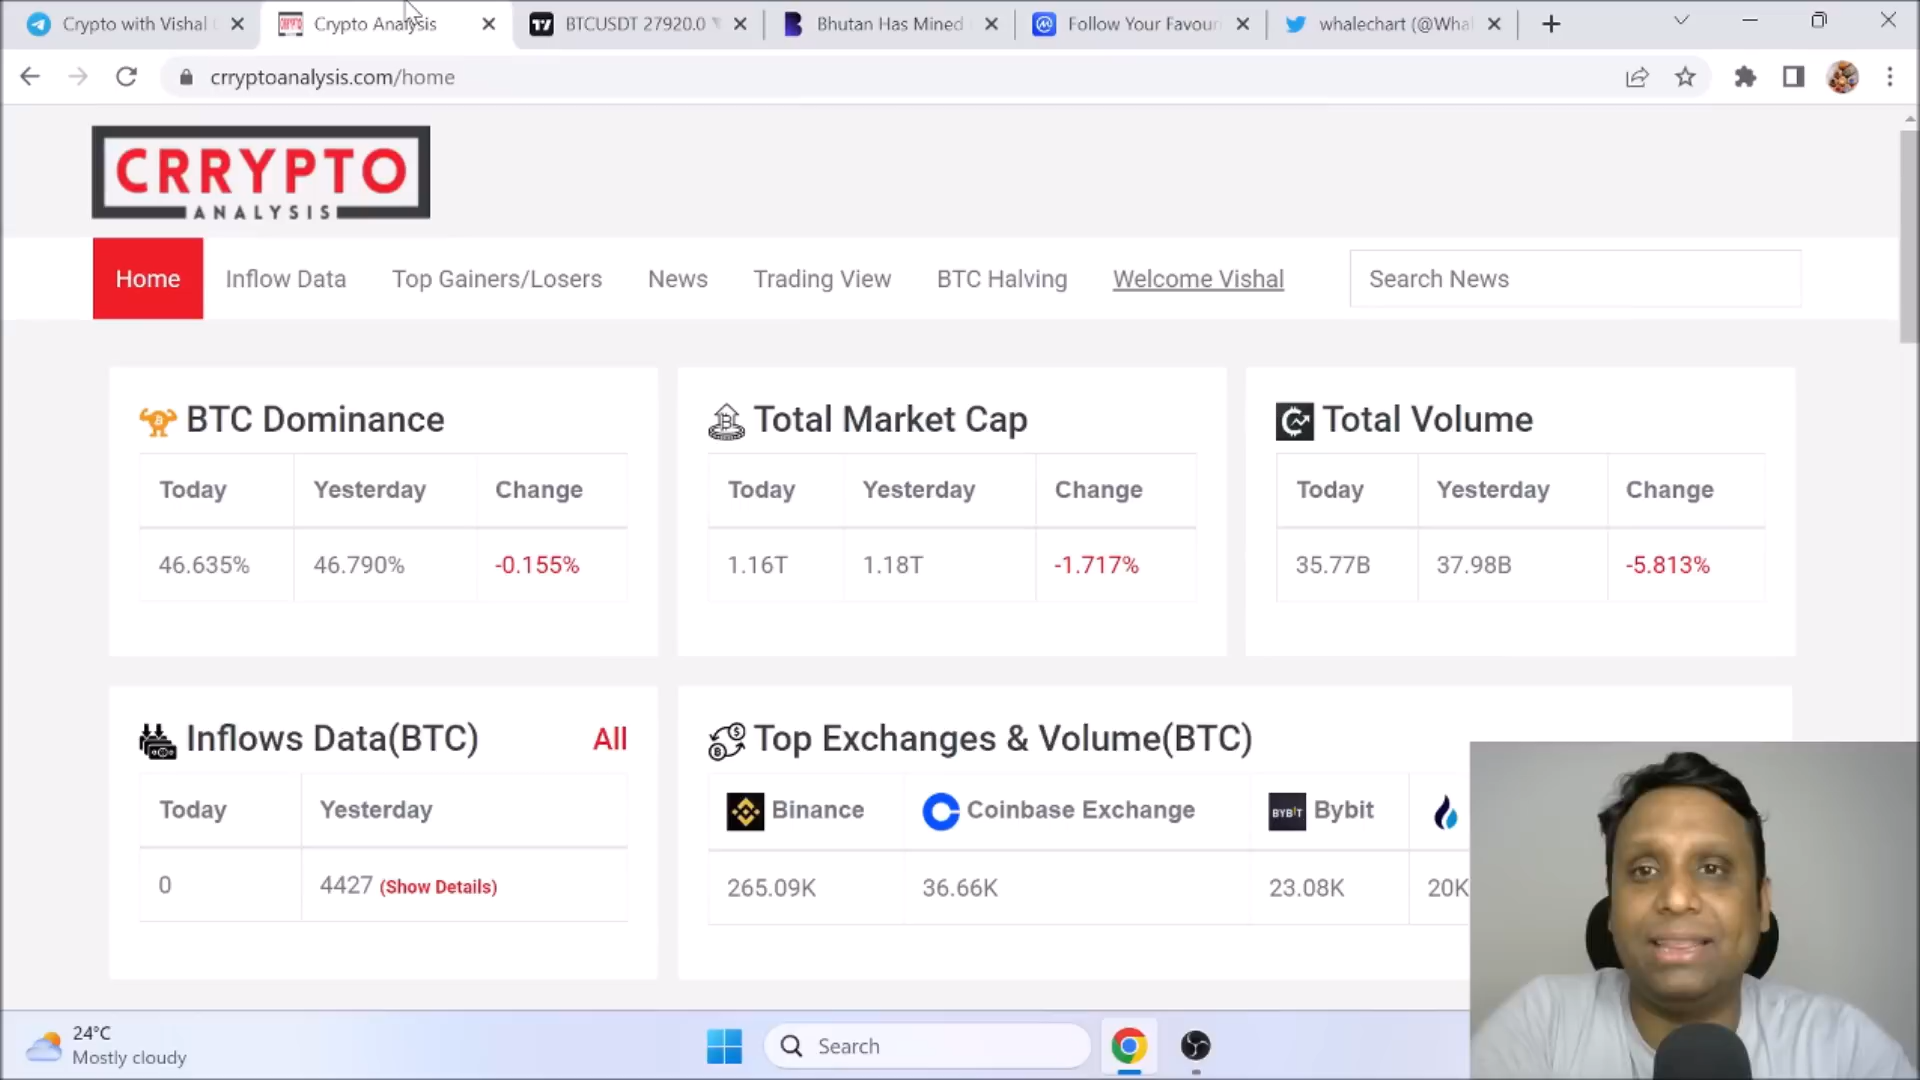 Crypto with Vishal
Crypto Analysis
BTCUSDT 27920.0
Bhutan Has Mined
Follow Your Favour
whalechart (@Whal
crryptoanalysis.com/home
CRRYPTO
ANALYSIS
Home
Inflow Data
Top Gainers/Losers
News
Trading View
BTC Halving
Welcome Vishal
Search News
BTC Dominance
Today Yesterday Change
46.635% 46.790% -0.155%
Total Market Cap
Today Yesterday Change
1.16T 1.18T -1.717%
Total Volume
Today Yesterday Change
35.77B 37.98B -5.813%
Inflows Data(BTC) All
Today Yesterday
0 4427 (Show Details)
Top Exchanges & Volume(BTC)
Binance Coinbase Exchange BYBIT Bybit
265.09K 36.66K 23.08K 20K
24°C
Mostly cloudy
Search